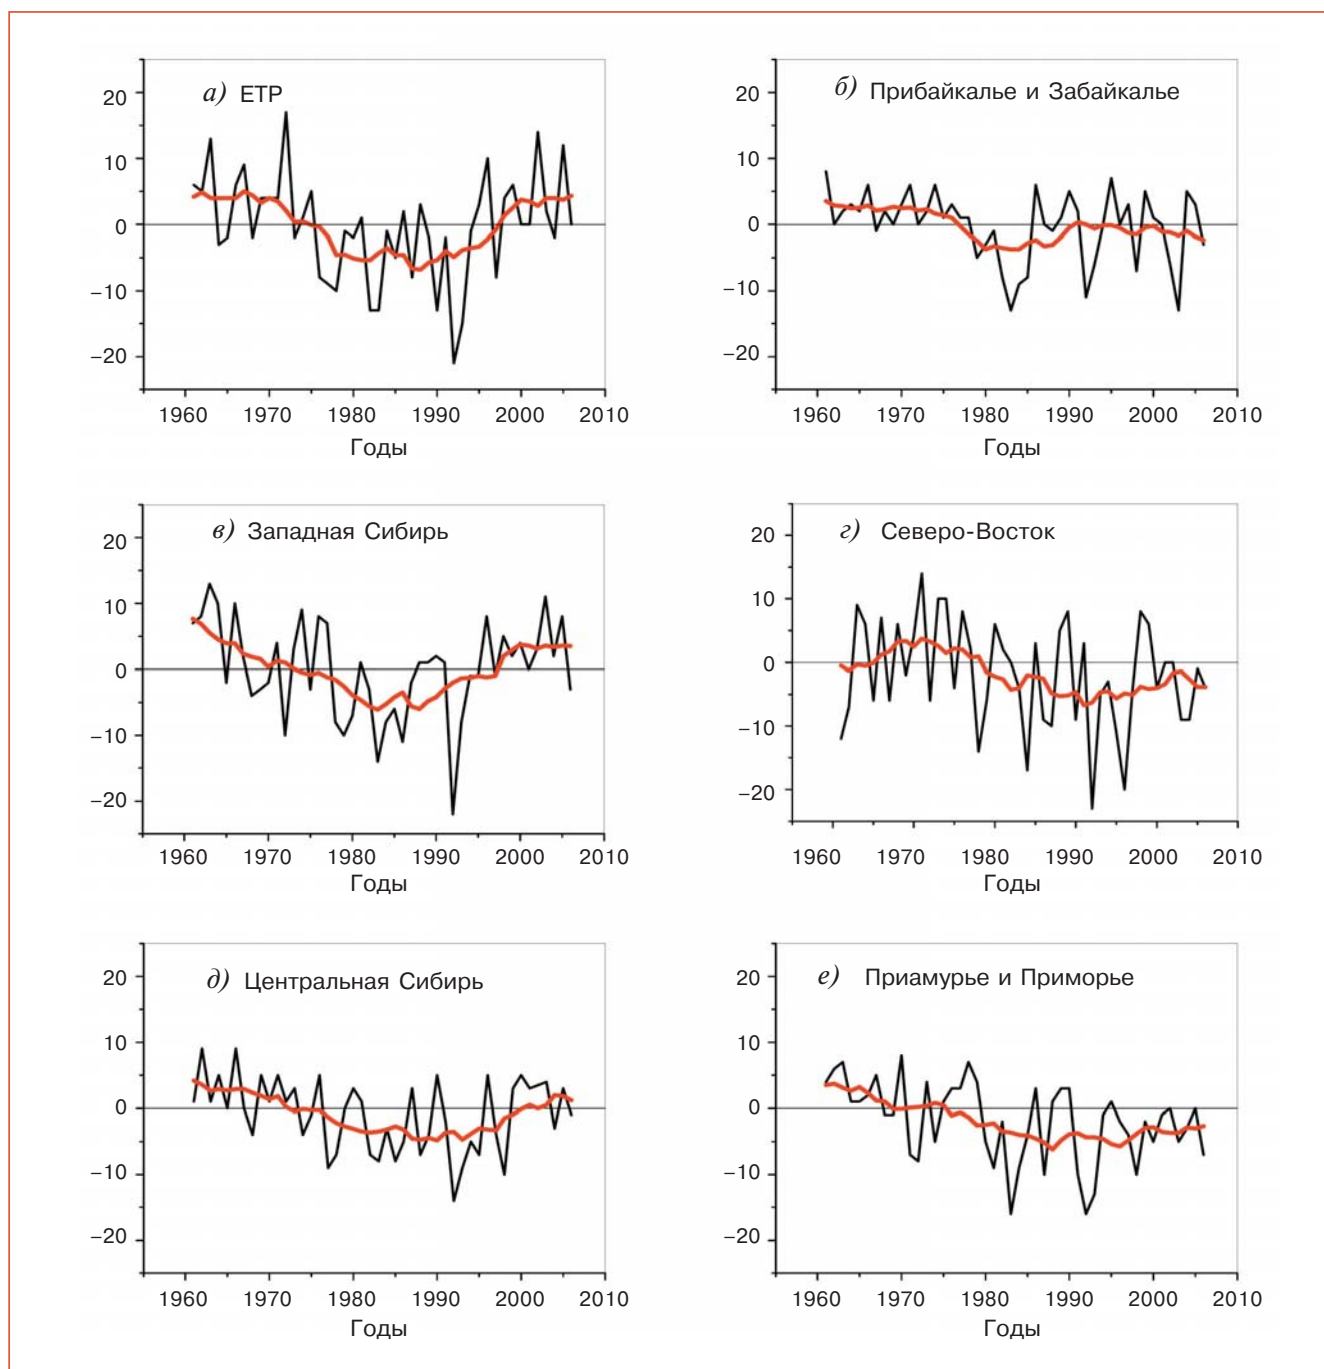 а) ЕТР
20
10
0
−10
−20
1960 1970 1980 1990 2000 2010
Годы
б) Прибайкалье и Забайкалье
20
10
0
−10
−20
1960 1970 1980 1990 2000 2010
Годы
в) Западная Сибирь
20
10
0
−10
−20
1960 1970 1980 1990 2000 2010
Годы
г) Северо-Восток
20
10
0
−10
−20
1960 1970 1980 1990 2000 2010
Годы
д) Центральная Сибирь
20
10
0
−10
−20
1960 1970 1980 1990 2000 2010
Годы
е) Приамурье и Приморье
20
10
0
−10
−20
1960 1970 1980 1990 2000 2010
Годы